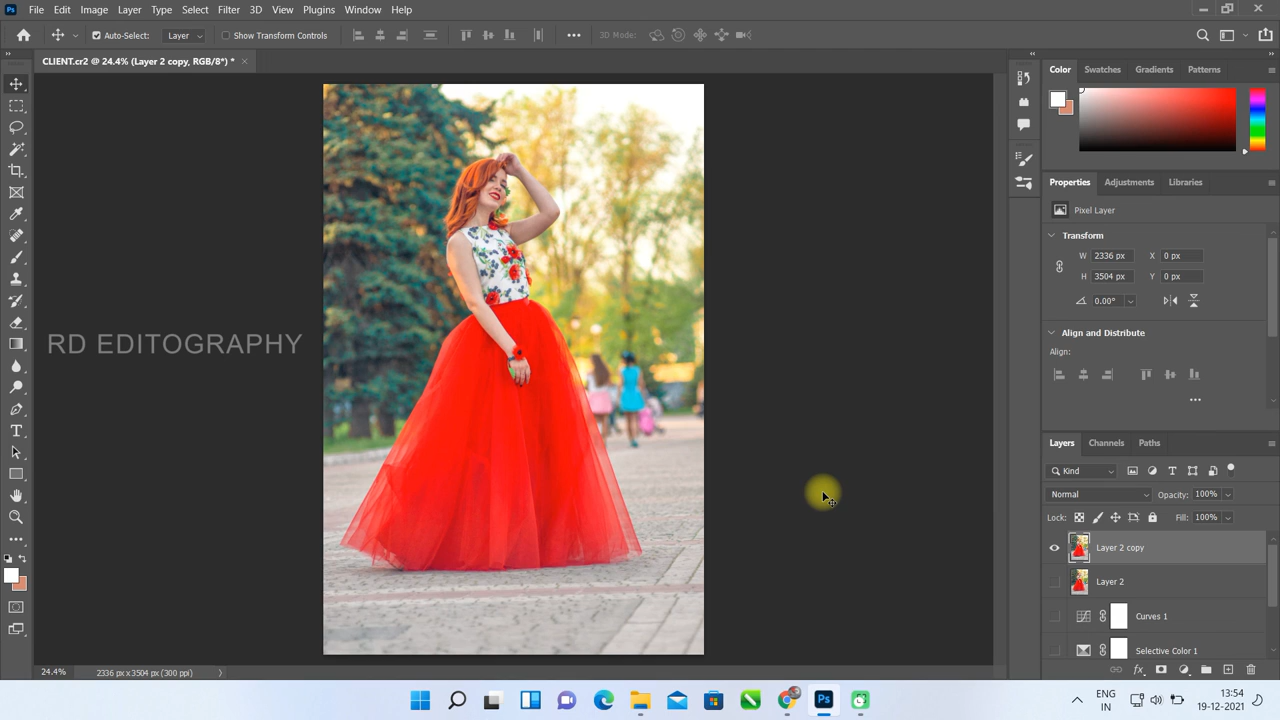 Ps File Edit Image Layer Type Select Filter 3D View Plugins Window Help
Auto-Select: Layer Show Transform Controls 3D Mode:
CLIENT.cr2 @ 24.4% (Layer 2 copy, RGB/8*) *
Color Swatches Gradients Patterns
Properties Adjustments Libraries
Pixel Layer
Transform
W 2336 px X 0 px
H 3504 px Y 0 px
0.00°
Align and Distribute
Align:
RD EDITOGRAPHY
Layers Channels Paths
Kind
Normal Opacity: 100%
Lock: Fill: 100%
Layer 2 copy
Layer 2
Curves 1
Selective Color 1
24.4% 2336 px x 3504 px (300 ppi)
Ps
ENG
IN
13:54
19-12-2021